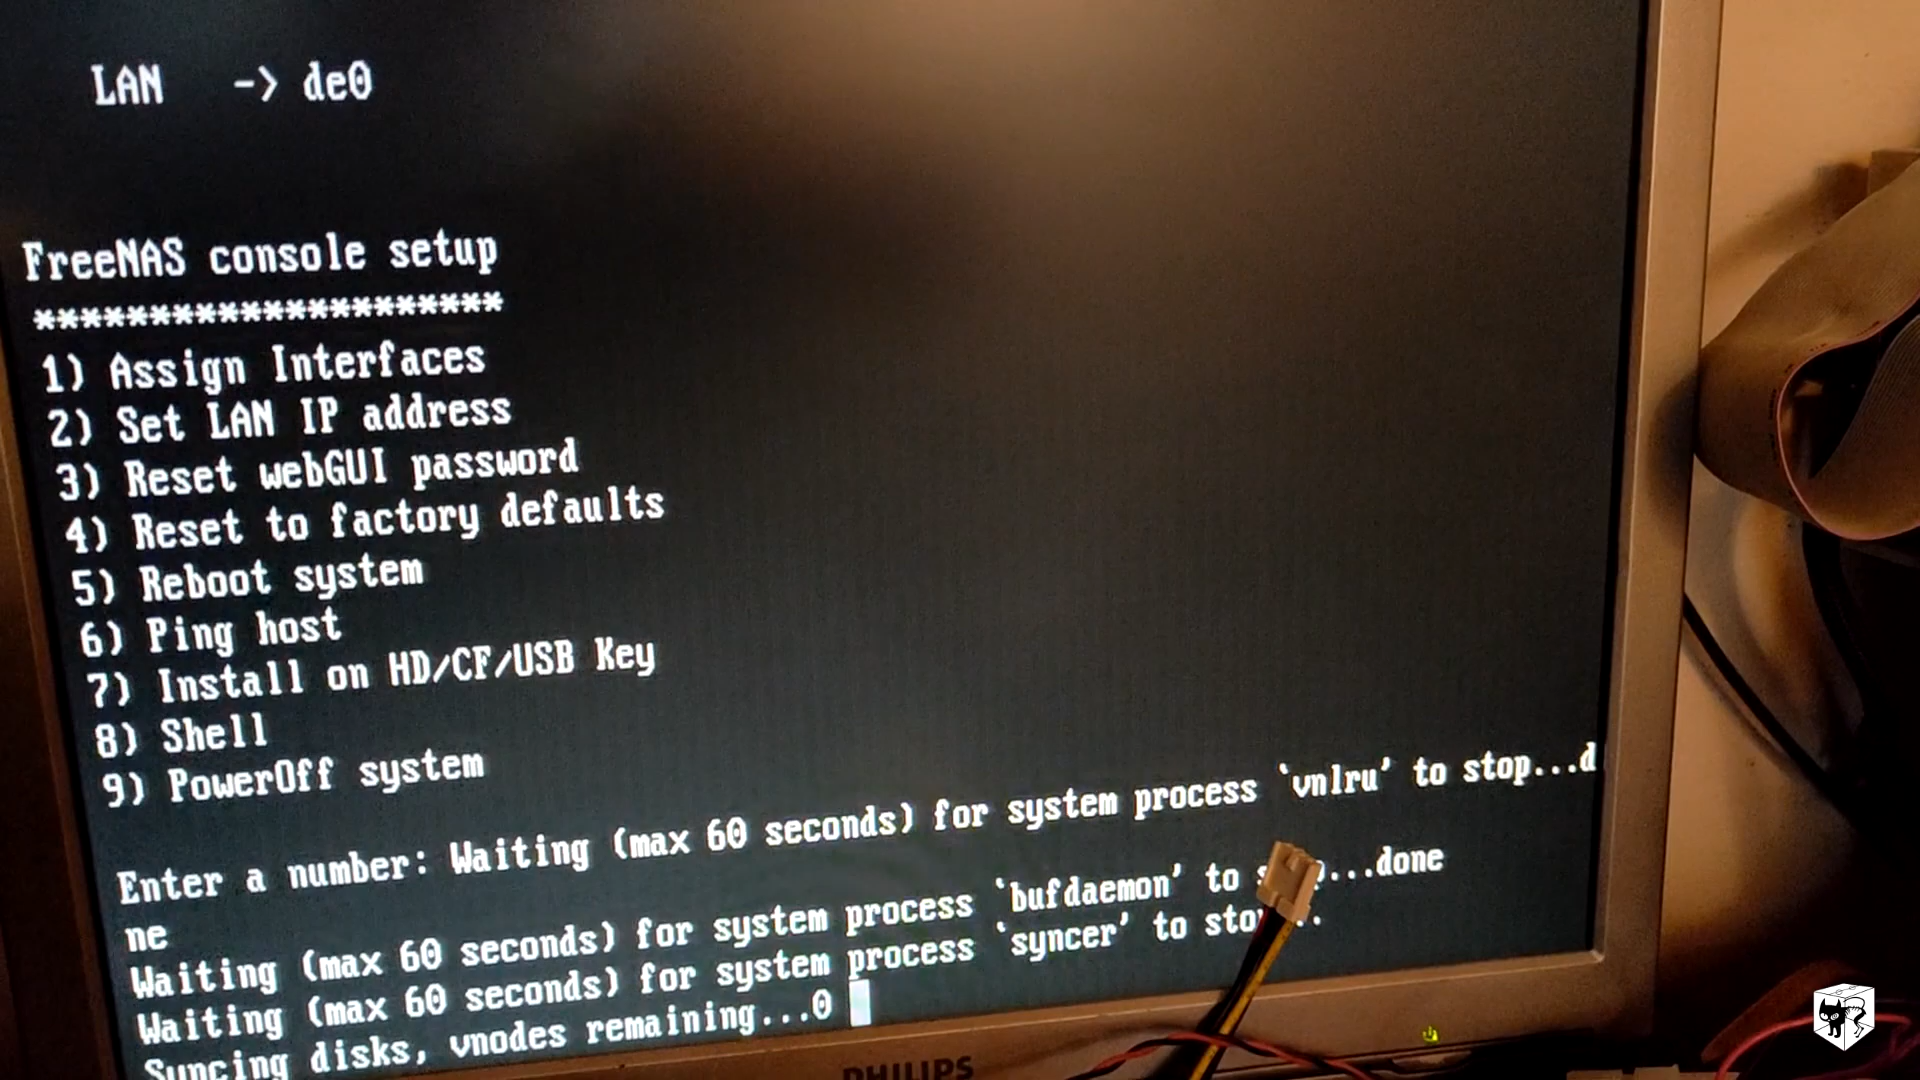 LAN -> de0
FreeNAS console setup
********************
1) Assign Interfaces
2) Set LAN IP address
3) Reset webGUI password
4) Reset to factory defaults
5) Reboot system
6) Ping host
7) Install on HD/CF/USB Key
8) Shell
9) PowerOff system
Enter a number: Waiting (max 60 seconds) for system process `vnlru' to stop...d
ne
Waiting (max 60 seconds) for system process `bufdaemon' to ...done
Waiting (max 60 seconds) for system process `syncer' to
Syncing disks, vnodes remaining...0
PHILIPS